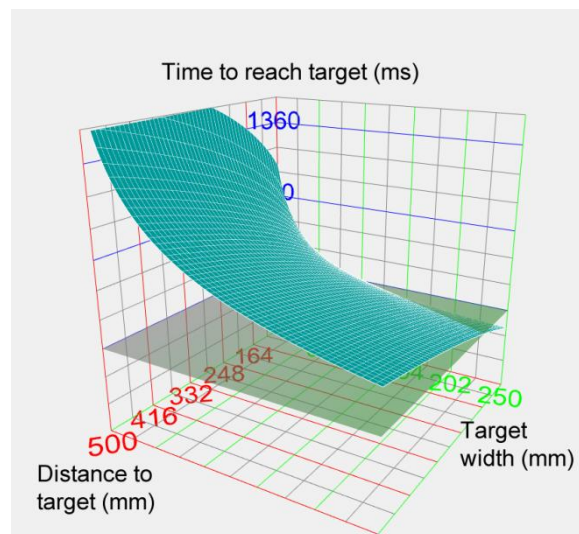 Time to reach target (ms)
1360
0
164
248
332
416
500
202
250
Target
width (mm)
Distance to
target (mm)